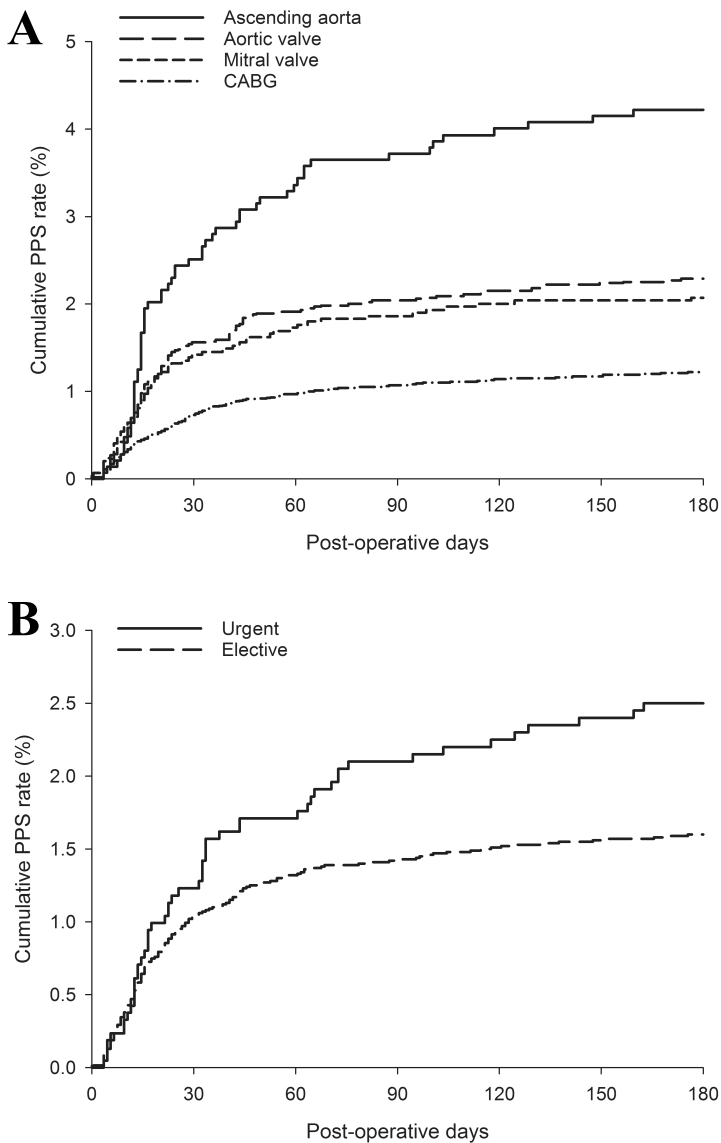 A
Ascending aorta
Aortic valve
Mitral valve
CABG
Cumulative PPS rate (%)
5
4
3
2
1
0
0 30 60 90 120 150 180
Post-operative days
B
Urgent
Elective
Cumulative PPS rate (%)
3.0
2.5
2.0
1.5
1.0
0.5
0.0
0 30 60 90 120 150 180
Post-operative days